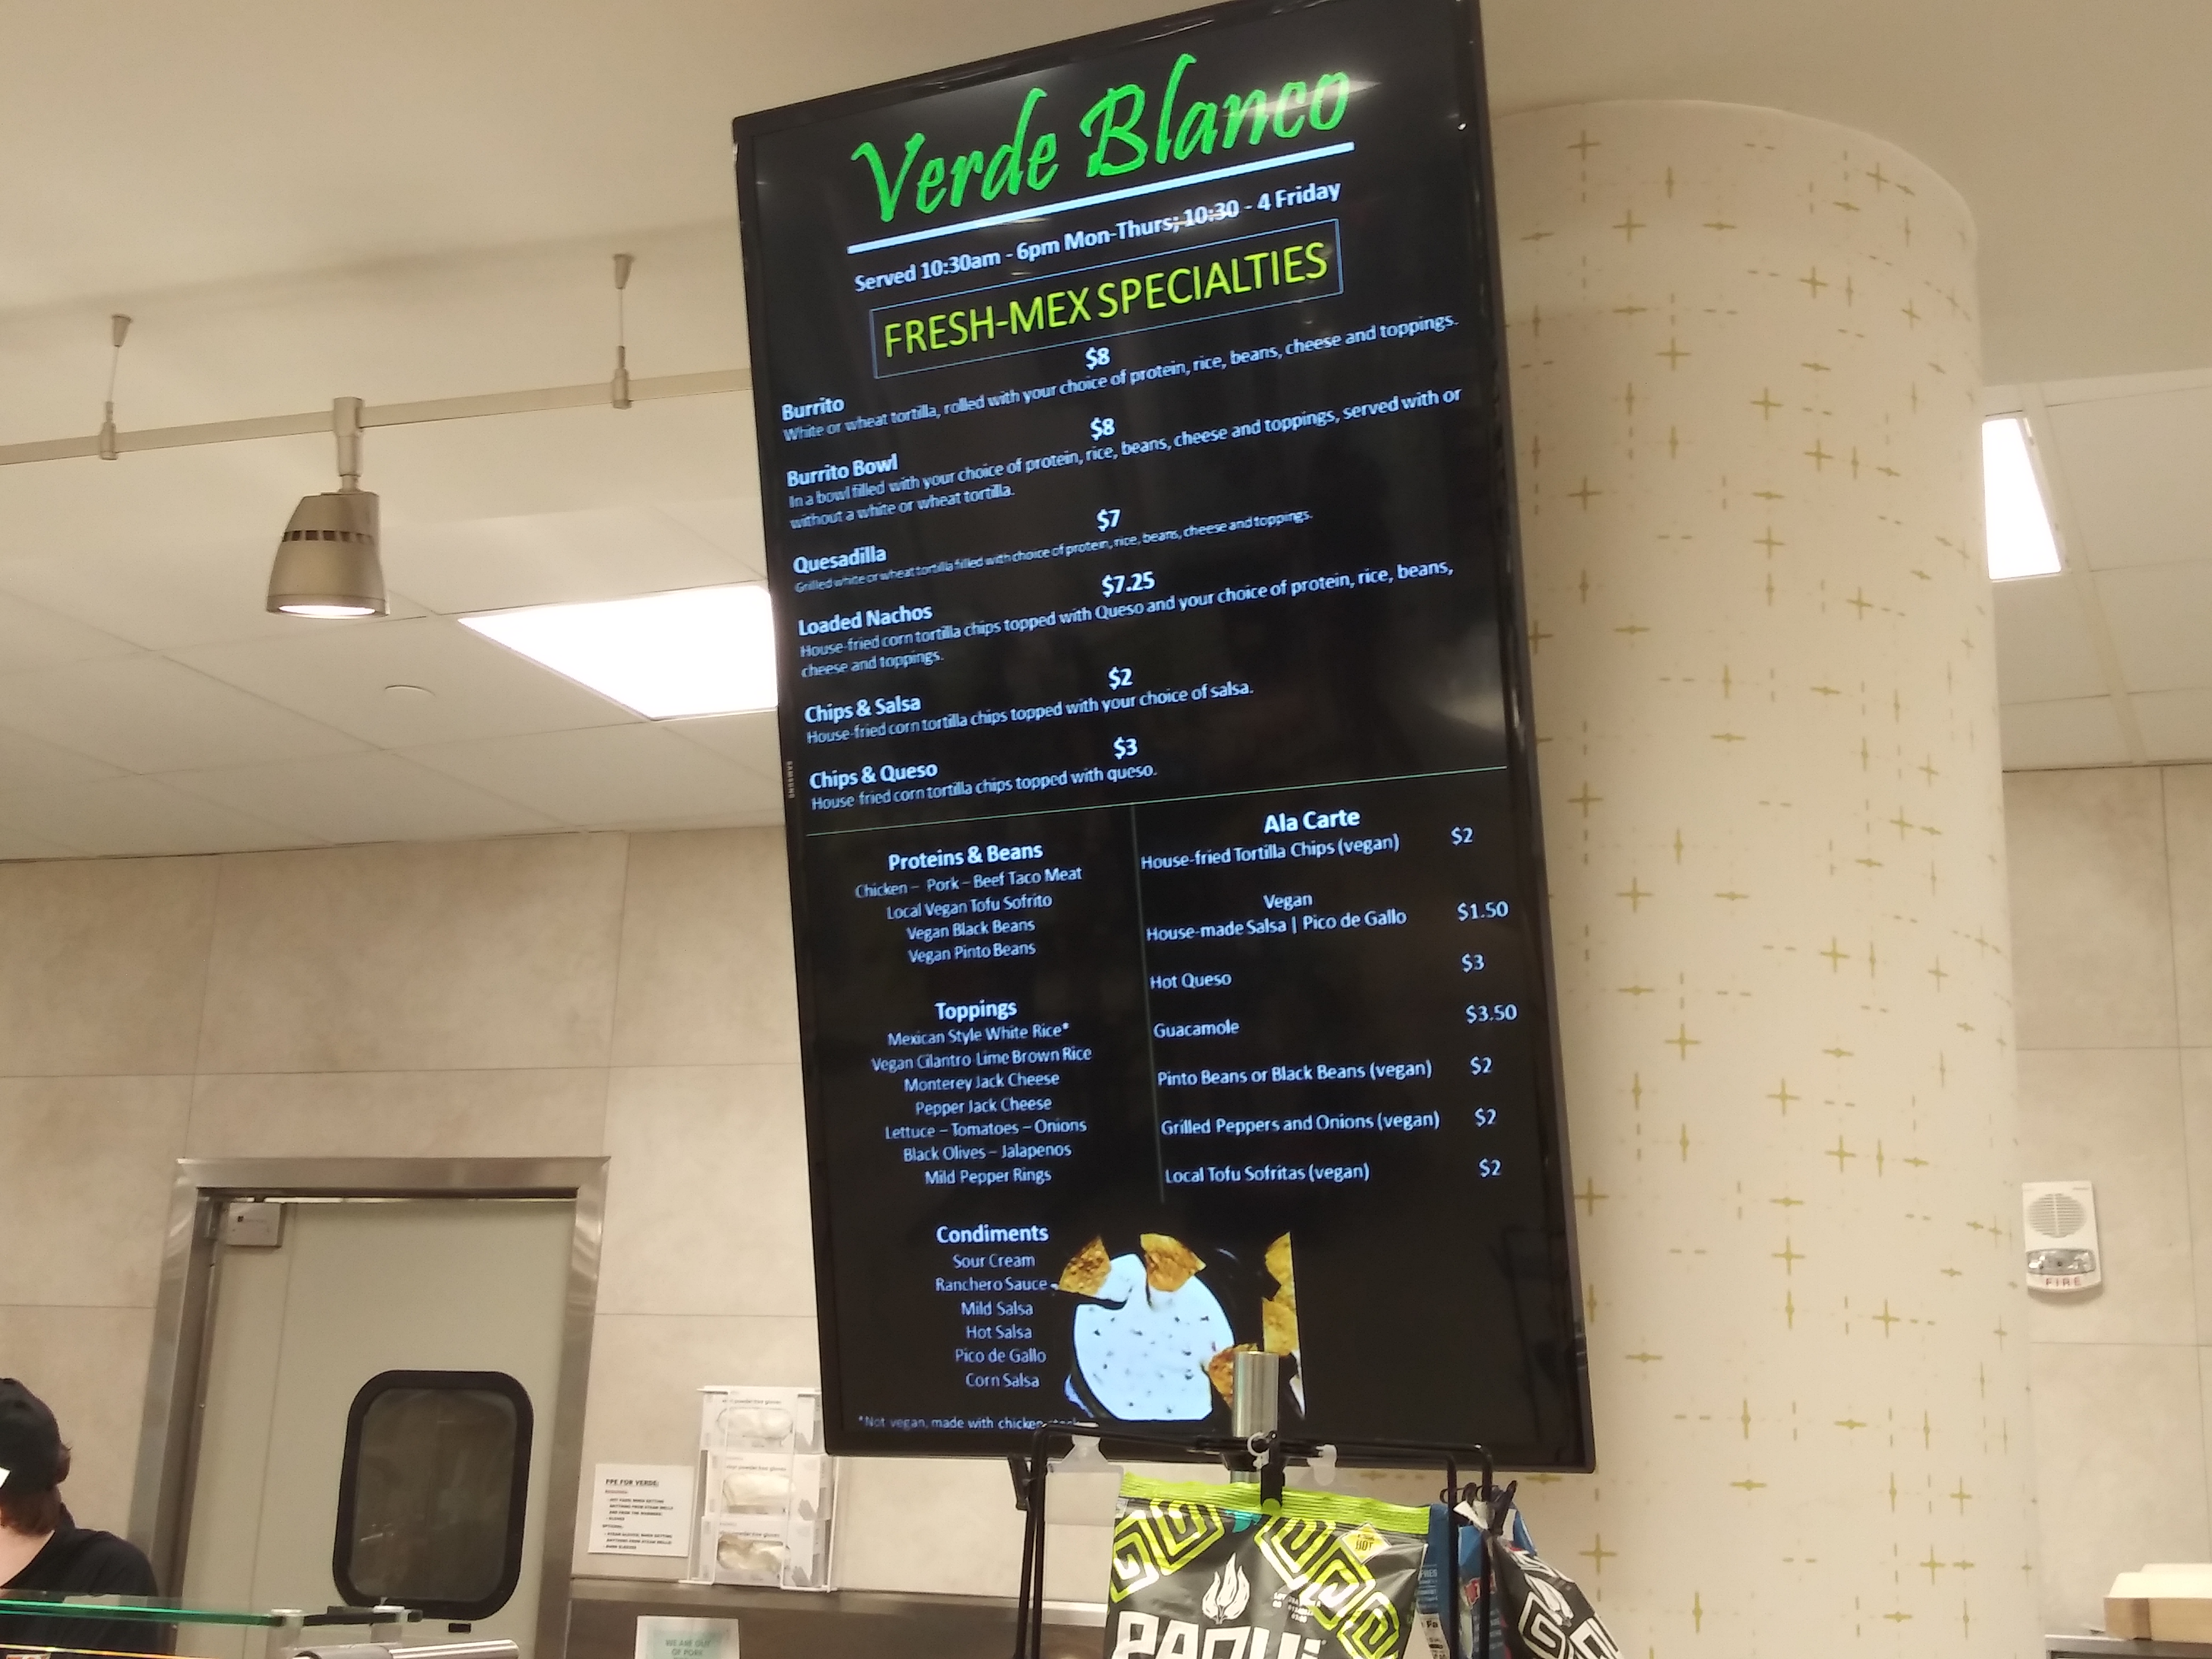 Verde Blanco
Served 10:30am - 6pm Mon-Thurs; 10:30 - 4 Friday
FRESH-MEX SPECIALTIES
$8
Burrito
White or wheat tortilla, rolled with your choice of protein, rice, beans, cheese and toppings.
$8
Burrito Bowl
In a bowl filled with your choice of protein, rice, beans, cheese and toppings, served with or
without a white or wheat tortilla.
$7
Quesadilla
Grilled white or wheat tortilla filled with choice of protein, rice, beans, cheese and toppings.
$7.25
Loaded Nachos
House-fried corn tortilla chips topped with Queso and your choice of protein, rice, beans,
cheese and toppings.
$2
Chips & Salsa
House-fried corn tortilla chips topped with your choice of salsa.
$3
Chips & Queso
House fried corn tortilla chips topped with queso.
Proteins & Beans
Chicken – Pork – Beef Taco Meat
Local Vegan Tofu Sofrito
Vegan Black Beans
Vegan Pinto Beans
Toppings
Mexican Style White Rice*
Vegan Cilantro Lime Brown Rice
Monterey Jack Cheese
Pepper Jack Cheese
Lettuce – Tomatoes – Onions
Black Olives – Jalapenos
Mild Pepper Rings
Condiments
Sour Cream
Ranchero Sauce
Mild Salsa
Hot Salsa
Pico de Gallo
Corn Salsa
*Not vegan, made with chicken
Ala Carte
House-fried Tortilla Chips (vegan) $2
Vegan
House-made Salsa | Pico de Gallo $1.50
Hot Queso $3
Guacamole $3.50
Pinto Beans or Black Beans (vegan) $2
Grilled Peppers and Onions (vegan) $2
Local Tofu Sofritas (vegan) $2
SAMSUNG
FIRE
PPE FOR VERDE:
WE ARE OUT
OF PORK
HOT
PAQUI